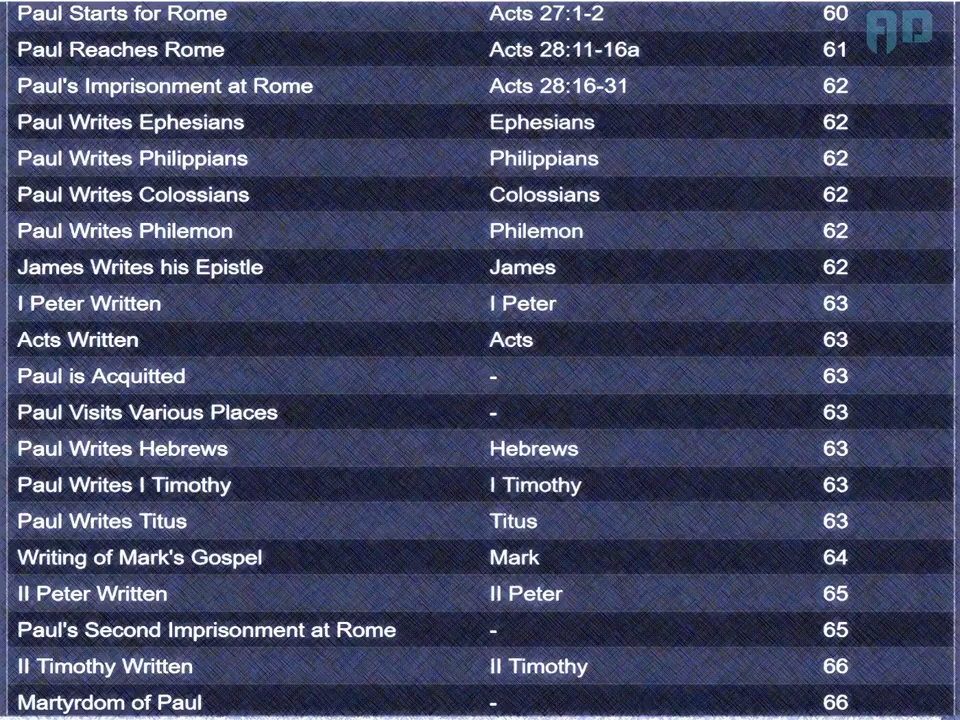 Paul Starts for Rome Acts 27:1-2 60
AD
Paul Reaches Rome Acts 28:11-16a 61
Paul's Imprisonment at Rome Acts 28:16-31 62
Paul Writes Ephesians Ephesians 62
Paul Writes Philippians Philippians 62
Paul Writes Colossians Colossians 62
Paul Writes Philemon Philemon 62
James Writes his Epistle James 62
I Peter Written I Peter 63
Acts Written Acts 63
Paul is Acquitted - 63
Paul Visits Various Places - 63
Paul Writes Hebrews Hebrews 63
Paul Writes I Timothy I Timothy 63
Paul Writes Titus Titus 63
Writing of Mark's Gospel Mark 64
II Peter Written II Peter 65
Paul's Second Imprisonment at Rome - 65
II Timothy Written II Timothy 66
Martyrdom of Paul - 66